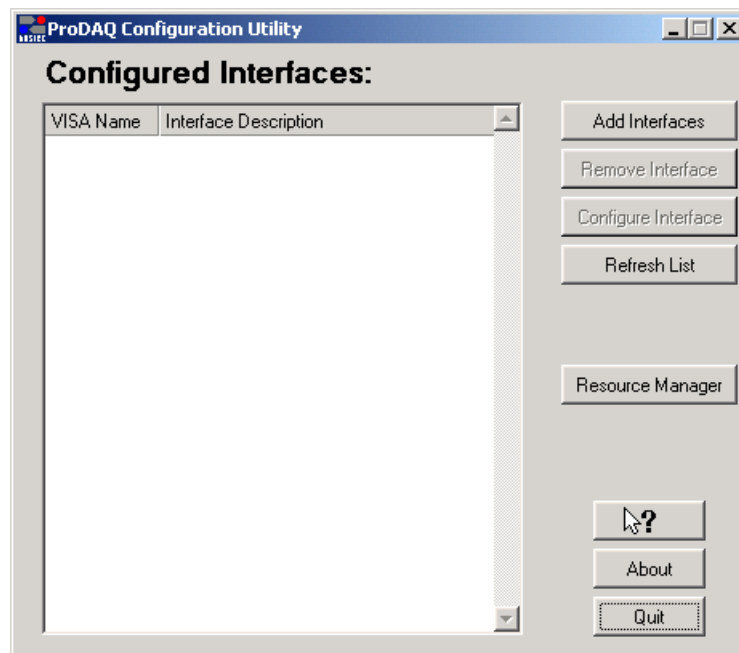 BUSTEC
ProDAQ Configuration Utility
Configured Interfaces:
VISA Name
Interface Description
Add Interfaces
Remove Interface
Configure Interface
Refresh List
Resource Manager
?
About
Quit